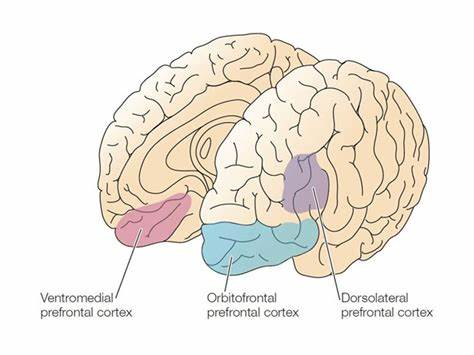 Ventromedial
prefrontal cortex
Orbitofrontal
prefrontal cortex
Dorsolateral
prefrontal cortex